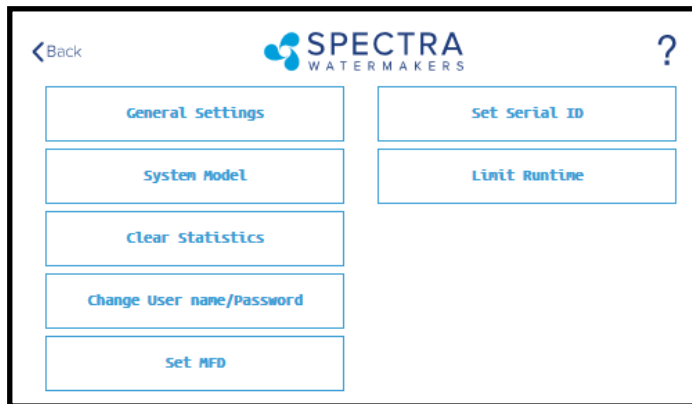 Back
SPECTRA
WATERMAKERS
?
General Settings
Set Serial ID
System Model
Limit Runtime
Clear Statistics
Change User name/Password
Set MFD